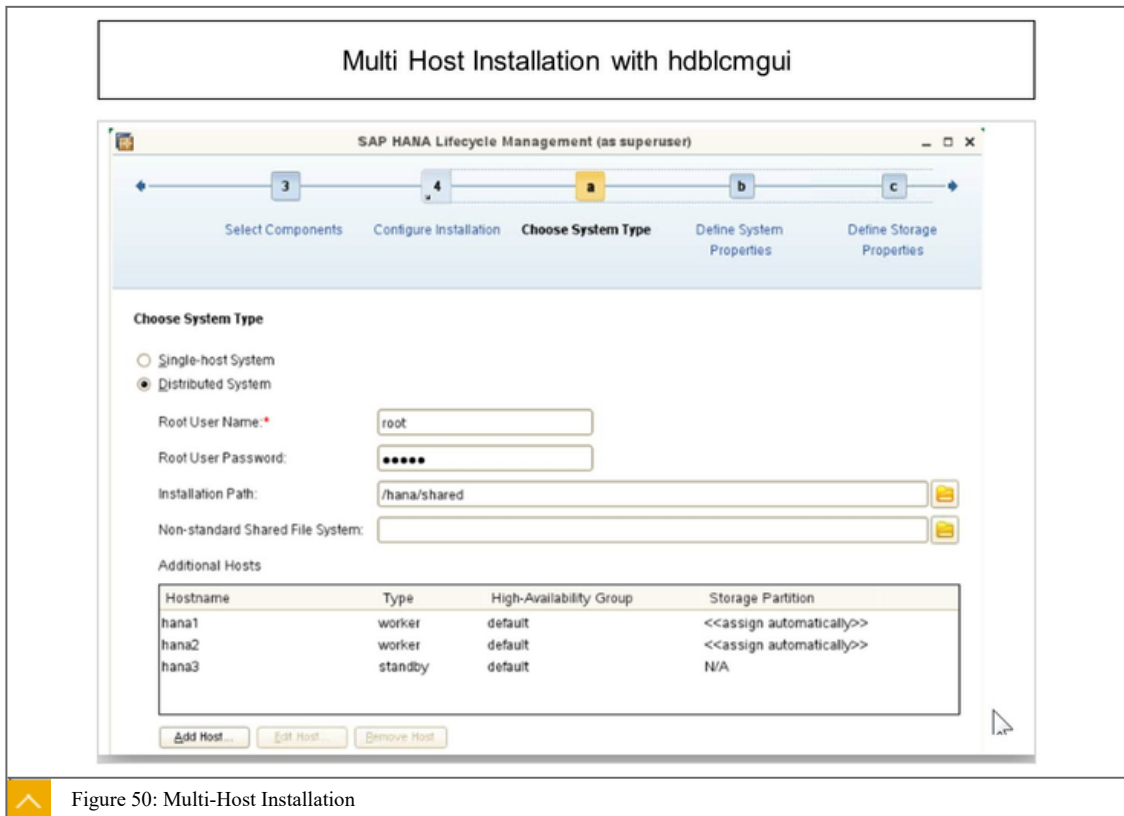 Multi Host Installation with hdblcmgui
SAP HANA Lifecycle Management (as superuser)
3
4
a
b
c
Select Components
Configure Installation
Choose System Type
Define System
Properties
Define Storage
Properties
Choose System Type
Single-host System
Distributed System
Root User Name:*
root
Root User Password:
●●●●●
Installation Path:
/hana/shared
Non-standard Shared File System:
Additional Hosts
Hostname Type High-Availability Group Storage Partition
hana1 worker default <<assign automatically>>
hana2 worker default <<assign automatically>>
hana3 standby default N/A
Add Host... Edit Host... Remove Host
Figure 50: Multi-Host Installation